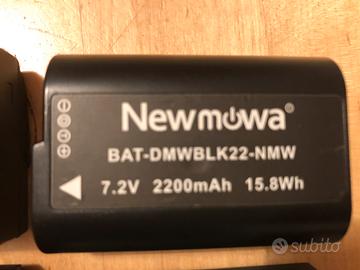 Newmowa®
BAT-DMWBLK22-NMW
7.2V 2200mAh 15.8Wh
subito